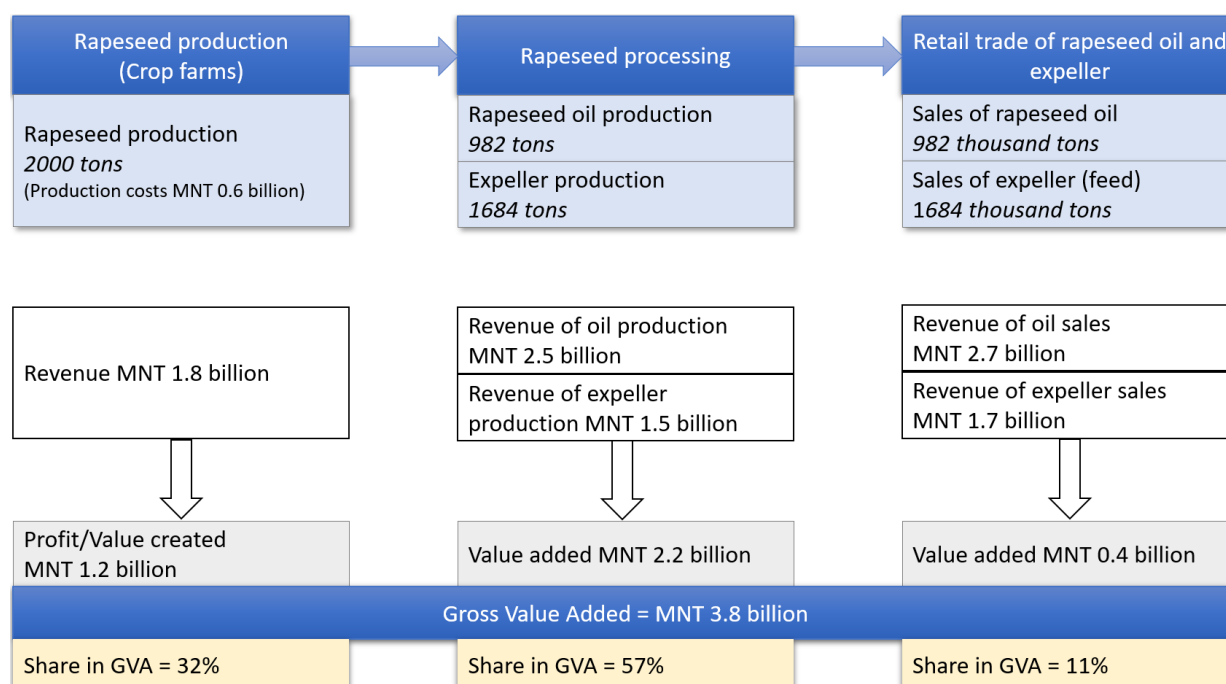 Rapeseed production
(Crop farms)
Rapeseed processing
Retail trade of rapeseed oil and
expeller
Rapeseed production
2000 tons
(Production costs MNT 0.6 billion)
Rapeseed oil production
982 tons
Expeller production
1684 tons
Sales of rapeseed oil
982 thousand tons
Sales of expeller (feed)
1684 thousand tons
Revenue MNT 1.8 billion
Revenue of oil production
MNT 2.5 billion
Revenue of expeller
production MNT 1.5 billion
Revenue of oil sales
MNT 2.7 billion
Revenue of expeller sales
MNT 1.7 billion
Profit/Value created
MNT 1.2 billion
Value added MNT 2.2 billion
Value added MNT 0.4 billion
Gross Value Added = MNT 3.8 billion
Share in GVA = 32%
Share in GVA = 57%
Share in GVA = 11%